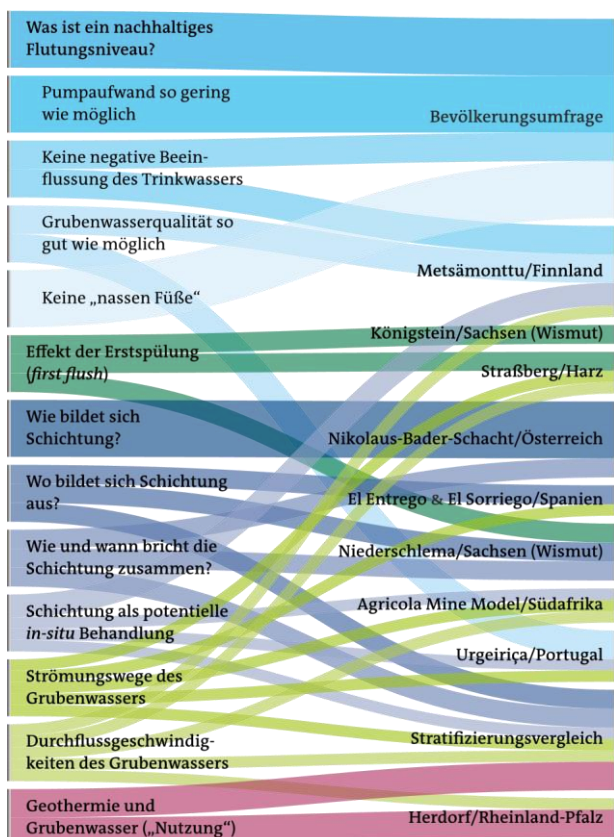 Was ist ein nachhaltiges
Flutungsniveau?
Pumpaufwand so gering
wie möglich
Keine negative Beein-
flussung des Trinkwassers
Grubenwasserqualität so
gut wie möglich
Keine „nassen Füße“
Effekt der Erstspülung
(first flush)
Wie bildet sich
Schichtung?
Wo bildet sich Schichtung
aus?
Wie und wann bricht die
Schichtung zusammen?
Schichtung als potentielle
in-situ Behandlung
Strömungswege des
Grubenwassers
Durchflussgeschwindig-
keiten des Grubenwassers
Geothermie und
Grubenwasser („Nutzung“)
Bevölkerungsumfrage
Metsämonttu/Finnland
Königstein/Sachsen (Wismut)
Straßberg/Harz
Nikolaus-Bader-Schacht/Österreich
El Entrego & El Sorriego/Spanien
Niederschlema/Sachsen (Wismut)
Agricola Mine Model/Südafrika
Urgeiriça/Portugal
Stratifizierungsvergleich
Herdorf/Rheinland-Pfalz